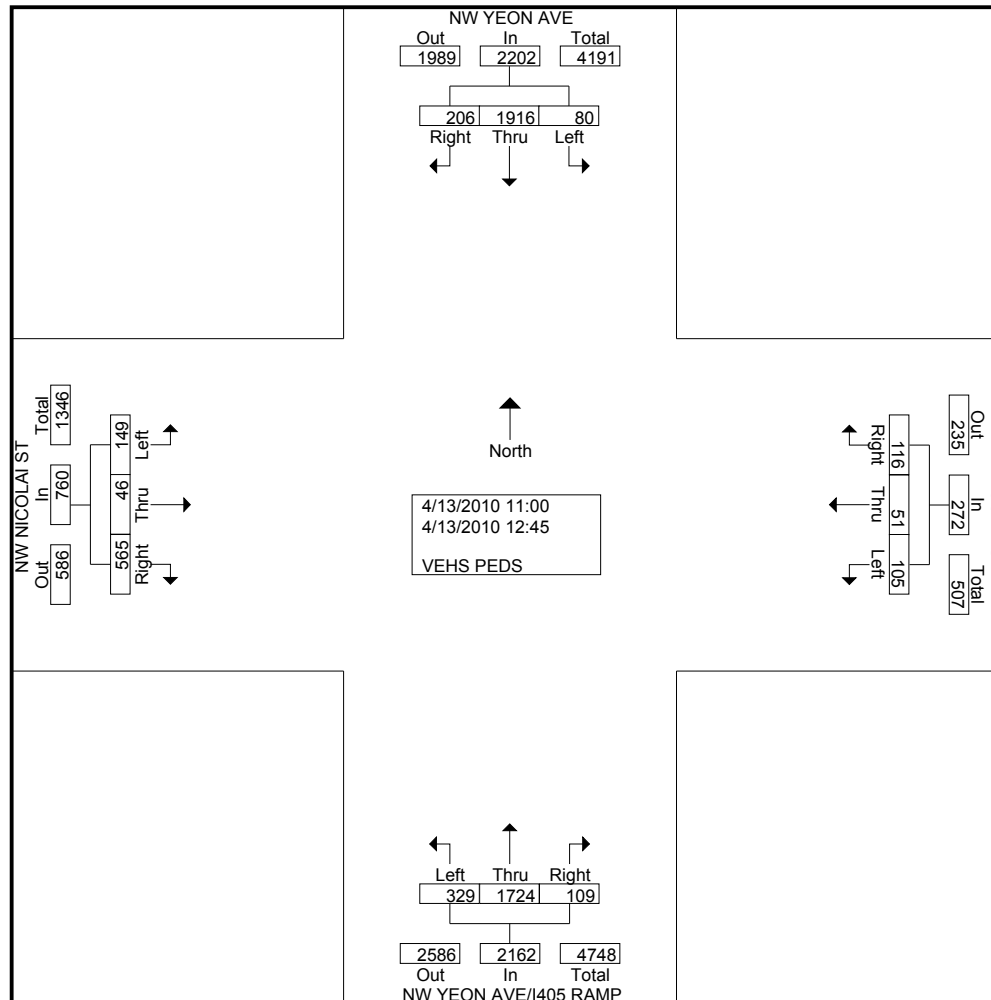 NW YEON AVE
Out In Total
1989 2202 4191
206 1916 80
Right Thru Left
NW NICOLAI ST
Total In Out
1346 760 586
149 46 565
Left Thru Right
North
4/13/2010 11:00
4/13/2010 12:45
VEHS PEDS
Right Thru Left
116 51 105
Out In Total
235 272 507
Left Thru Right
329 1724 109
2586 2162 4748
Out In Total
NW YEON AVE/I405 RAMP